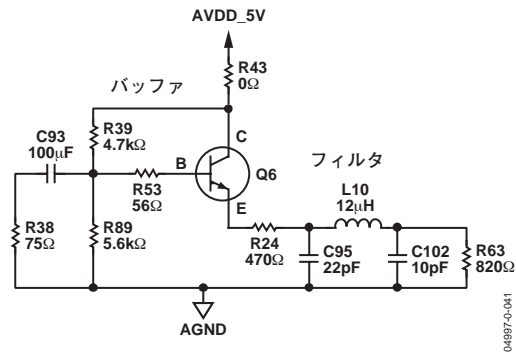 AVDD_5V
R43
0Ω
バッファ
C93
100μF
R39
4.7kΩ
C
B
Q6
E
フィルタ
R53
56Ω
L10
12μH
R38
75Ω
R89
5.6kΩ
R24
470Ω
C95
22pF
C102
10pF
R63
820Ω
AGND
04997-0-041